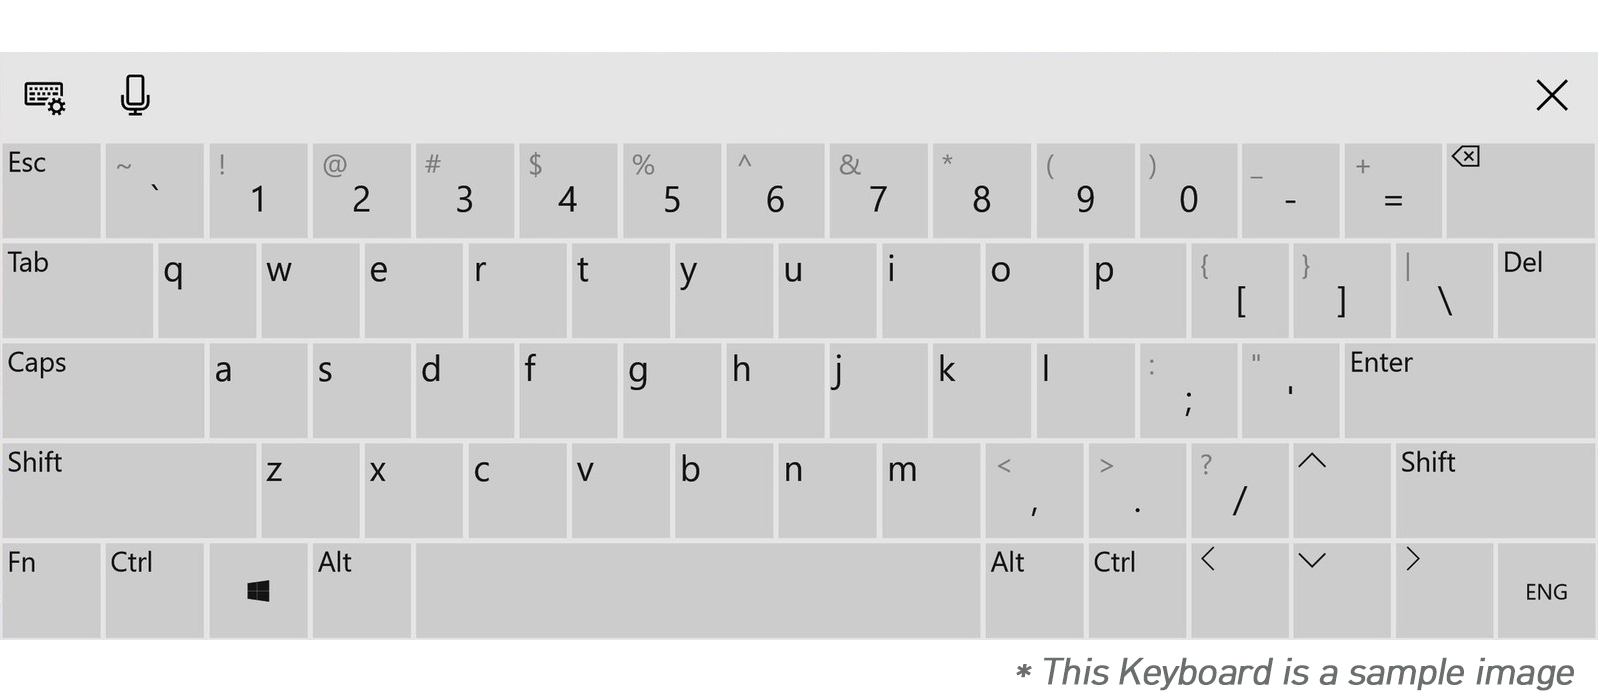 Esc ~ ` ! 1 @ 2 # 3 $ 4 % 5 ^ 6 & 7 * 8 ( 9 ) 0 _ - + =
Tab q w e r t y u i o p { [ } ] | \ Del
Caps a s d f g h j k l : ; " ' Enter
Shift z x c v b n m < , > . ? / Shift
Fn Ctrl Alt Alt Ctrl ENG
* This Keyboard is a sample image